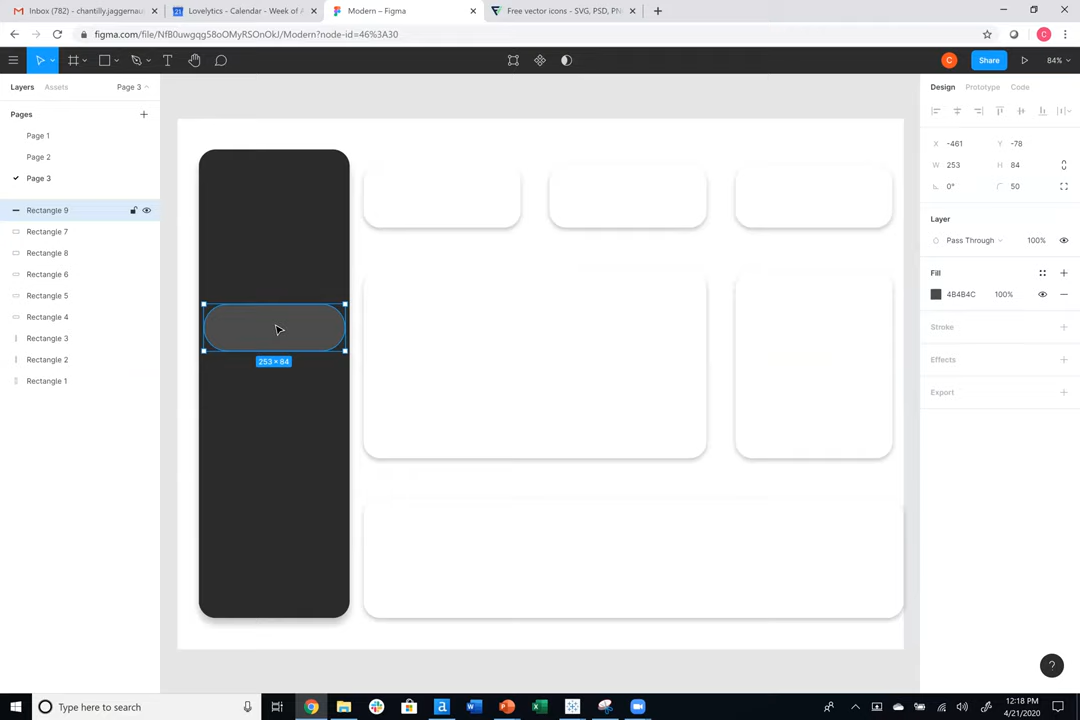 Inbox (782) - chantilly.jaggernau
Lovelytics - Calendar - Week of A
Modern – Figma
Free vector icons - SVG, PSD, PN
figma.com/file/NfB0uwgqgS8oOMyRSOnOkJ/Modern?node-id=46%3A30
C
C
Share
84%
Layers
Assets
Page 3
Pages
Page 1
Page 2
Page 3
Rectangle 9
Rectangle 7
Rectangle 8
Rectangle 6
Rectangle 5
Rectangle 4
Rectangle 3
Rectangle 2
Rectangle 1
253 × 84
Design
Prototype
Code
X
-461
Y
-78
W
253
H
84
0°
50
Layer
Pass Through
100%
Fill
4B4B4C
100%
Stroke
Effects
Export
?
Type here to search
12:18 PM
4/21/2020